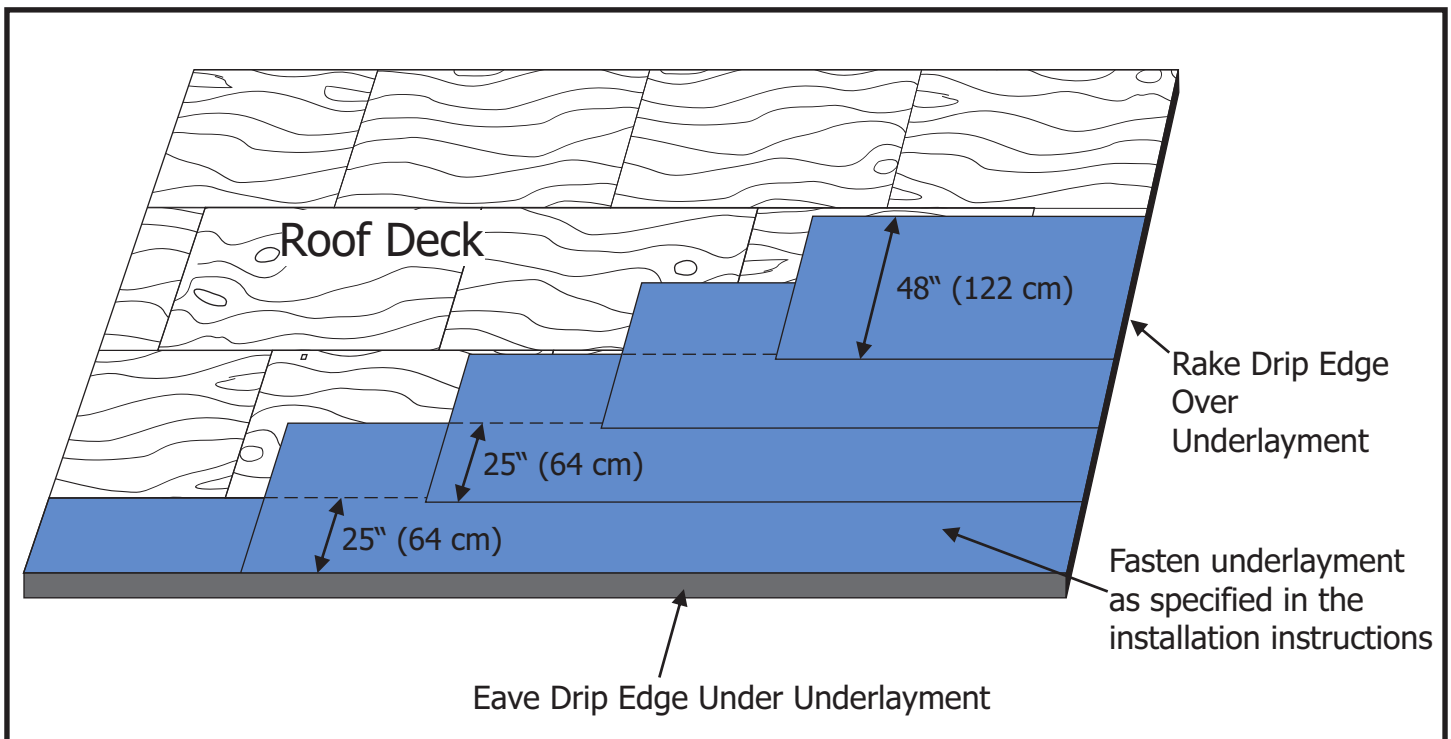 Roof Deck
48“ (122 cm)
25“ (64 cm)
25“ (64 cm)
Rake Drip Edge
Over
Underlayment
Fasten underlayment
as specified in the
installation instructions
Eave Drip Edge Under Underlayment